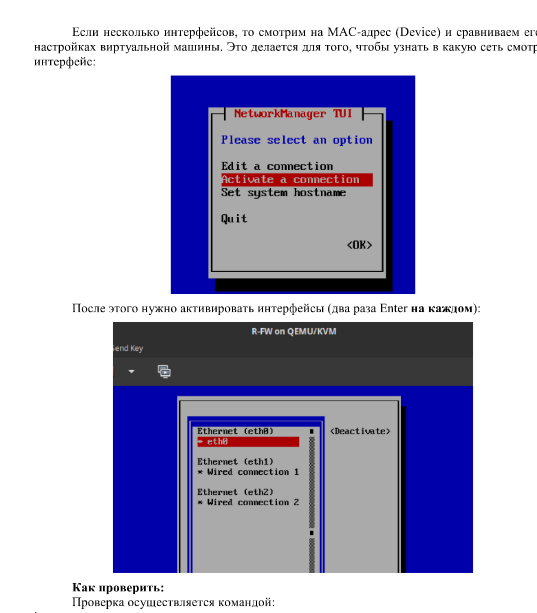 Если несколько интерфейсов, то смотрим на MAC-адрес (Device) и сравниваем
настройках виртуальной машины. Это делается для того, чтобы узнать в какую сеть
интерфейс:
NetworkManager TUI
Please select an option
Edit a connection
Activate a connection
Set system hostname
Quit
<OK>
После этого нужно активировать интерфейсы (два раза Enter на каждом):
R-FW on QEMU/KVM
Send Key
Ethernet (eth0) <Deactivate>
* eth0
Ethernet (eth1)
* Wired connection 1
Ethernet (eth2)
* Wired connection 2
Как проверить:
Проверка осуществляется командой: